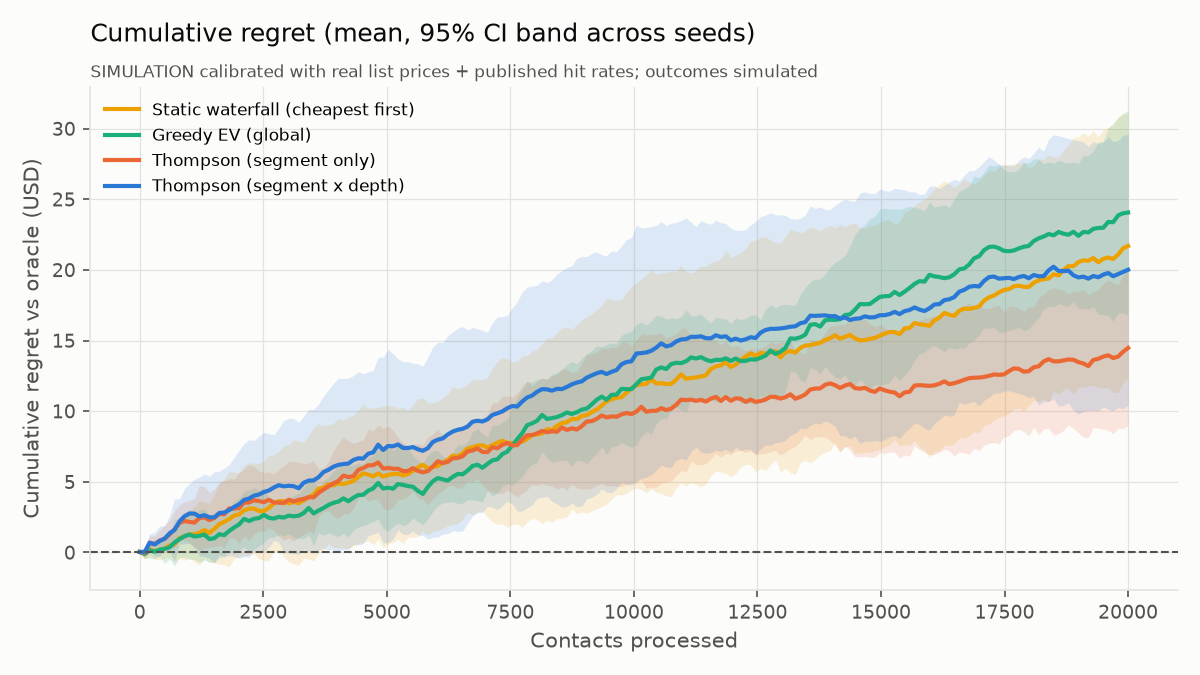 Cumulative regret (mean, 95% CI band across seeds)
SIMULATION calibrated with real list prices + published hit rates; outcomes simulated
Static waterfall (cheapest first)
Greedy EV (global)
Thompson (segment only)
Thompson (segment x depth)
Cumulative regret vs oracle (USD)
30
25
20
15
10
5
0
0 2500 5000 7500 10000 12500 15000 17500 20000
Contacts processed